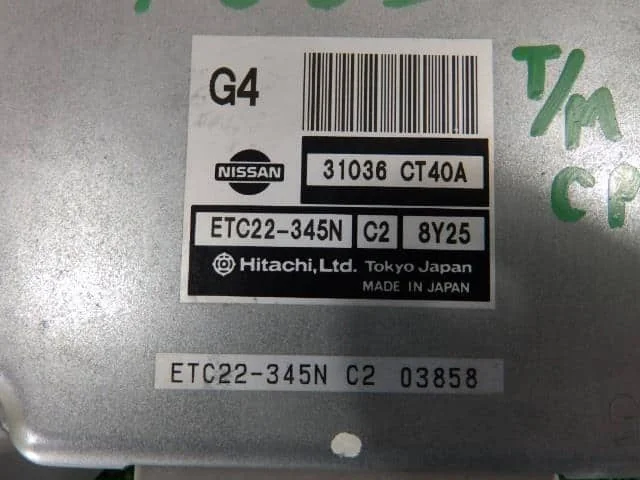 T/M
G4
CP
NISSAN
31036 CT40A
ETC22-345N C2 8Y25
Hitachi, Ltd. Tokyo Japan
MADE IN JAPAN
ETC22-345N C2 03858